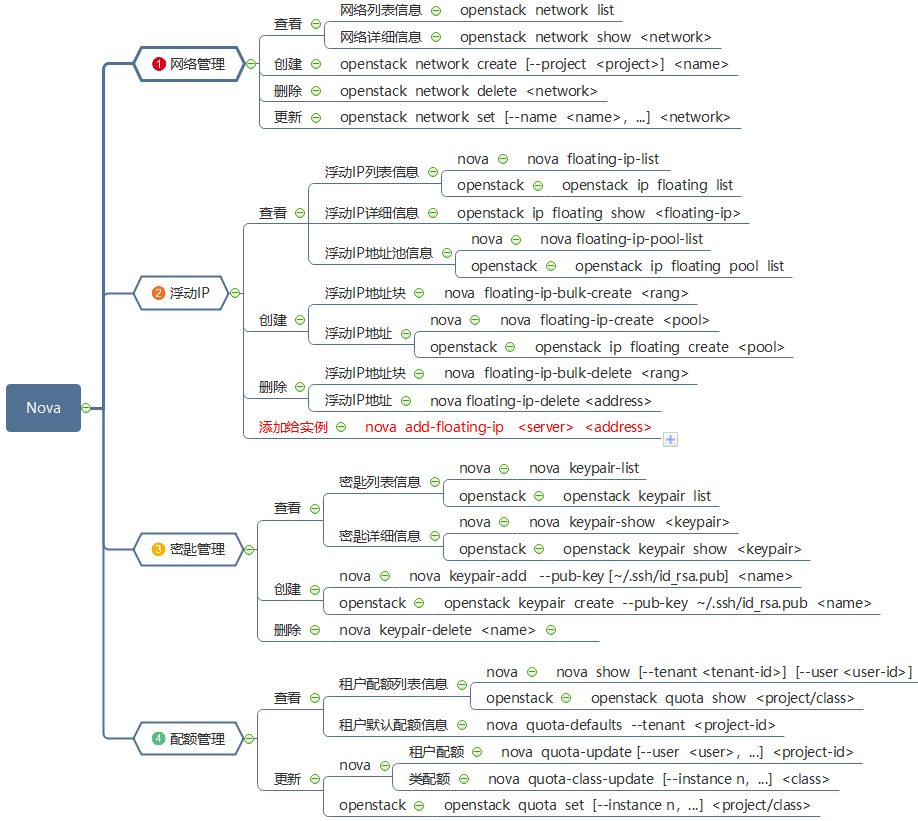 Nova
1 网络管理
查看
网络列表信息 openstack network list
网络详细信息 openstack network show <network>
创建 openstack network create [--project <project>] <name>
删除 openstack network delete <network>
更新 openstack network set [--name <name>, ...] <network>
2 浮动IP
查看
浮动IP列表信息
nova nova floating-ip-list
openstack openstack ip floating list
浮动IP详细信息 openstack ip floating show <floating-ip>
浮动IP地址池信息
nova nova floating-ip-pool-list
openstack openstack ip floating pool list
创建
浮动IP地址块 nova floating-ip-bulk-create <rang>
浮动IP地址
nova nova floating-ip-create <pool>
openstack openstack ip floating create <pool>
删除
浮动IP地址块 nova floating-ip-bulk-delete <rang>
浮动IP地址 nova floating-ip-delete <address>
添加给实例 nova add-floating-ip <server> <address>
3 密匙管理
查看
密匙列表信息
nova nova keypair-list
openstack openstack keypair list
密匙详细信息
nova nova keypair-show <keypair>
openstack openstack keypair show <keypair>
创建
nova nova keypair-add --pub-key [~/.ssh/id_rsa.pub] <name>
openstack openstack keypair create --pub-key ~/.ssh/id_rsa.pub <name>
删除 nova keypair-delete <name>
4 配额管理
查看
租户配额列表信息
nova nova show [--tenant <tenant-id>] [--user <user-id>]
openstack openstack quota show <project/class>
租户默认配额信息 nova quota-defaults --tenant <project-id>
更新
nova
租户配额 nova quota-update [--user <user>, ...] <project-id>
类配额 nova quota-class-update [--instance n, ...] <class>
openstack openstack quota set [--instance n, ...] <project/class>